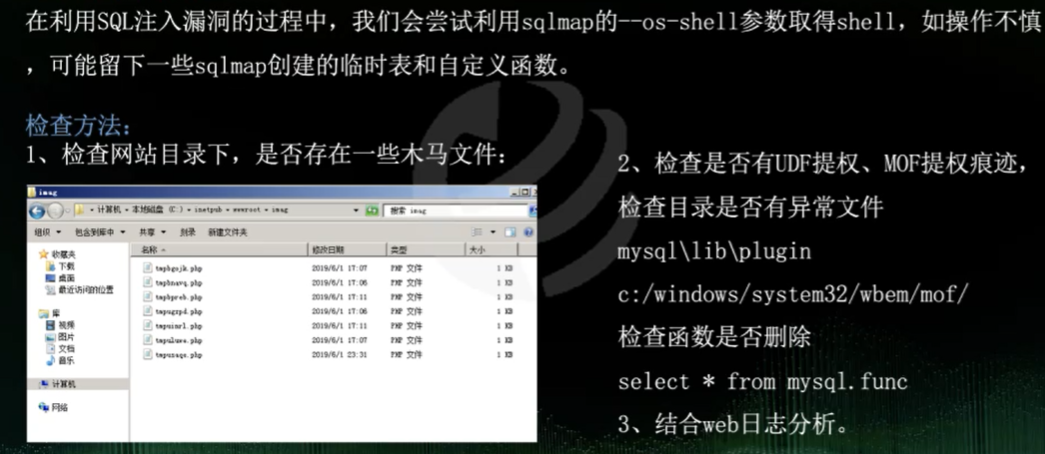 在利用SQL注入漏洞的过程中，我们会尝试利用sqlmap的--os-shell参数取得shell，如操作不慎
，可能留下一些sqlmap创建的临时表和自定义函数。
检查方法：
1、检查网站目录下，是否存在一些木马文件：
imag
计算机 本地磁盘 (C:) inetpub wwwroot imag
搜索 imag
组织 包含到库中 共享 刻录 新建文件夹
收藏夹
下载
桌面
最近访问的位置
库
视频
图片
文档
音乐
计算机
网络
名称 修改日期 类型 大小
2019/6/1 17:07 PHP 文件 1 KB
2019/6/1 17:06 PHP 文件 1 KB
2019/6/1 17:11 PHP 文件 1 KB
2019/6/1 17:06 PHP 文件 1 KB
2019/6/1 17:11 PHP 文件 1 KB
2019/6/1 17:07 PHP 文件 1 KB
2019/6/1 23:31 PHP 文件 1 KB
2、检查是否有UDF提权、MOF提权痕迹，
检查目录是否有异常文件
mysql\lib\plugin
c:/windows/system32/wbem/mof/
检查函数是否删除
select * from mysql.func
3、结合web日志分析。